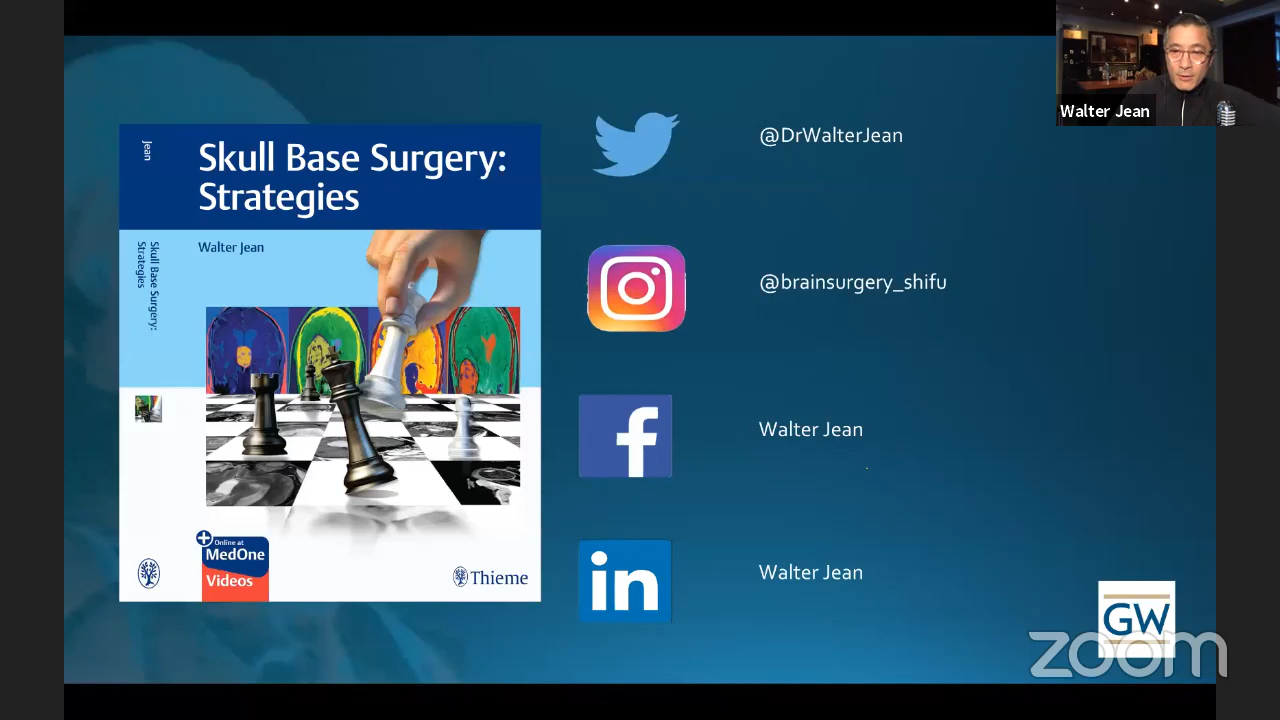 Walter Jean
Jean
Skull Base Surgery:
Strategies
Skull Base Surgery:
Strategies
Walter Jean
Online at
MedOne
Videos
Thieme
@DrWalterJean
@brainsurgery_shifu
Walter Jean
Walter Jean
f
in
GW
zoom